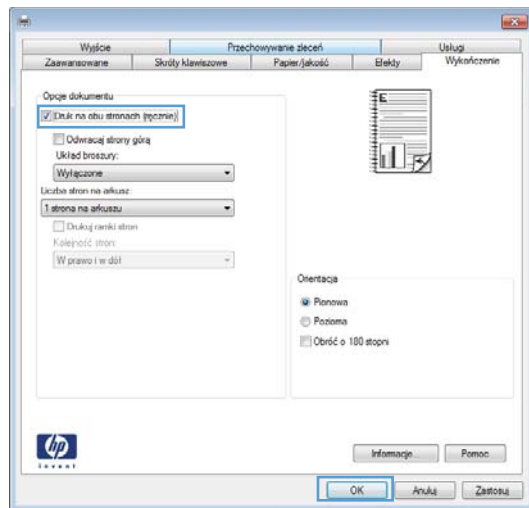 Wyjście Przechowywanie zleceń Usługi
Zaawansowane Skróty klawiszowe Papier/jakość Efekty Wykończenie
Opcje dokumentu
Druk na obu stronach (ręcznie)
Odwracaj strony górą
Układ broszury:
Wyłączone
Liczba stron na arkusz:
1 strona na arkuszu
Drukuj ramki stron
Kolejność stron:
W prawo i w dół
E
Orientacja
Pionowa
Pozioma
Obróć o 180 stopni
hp
invent
Informacje Pomoc
OK Anuluj Zastosuj